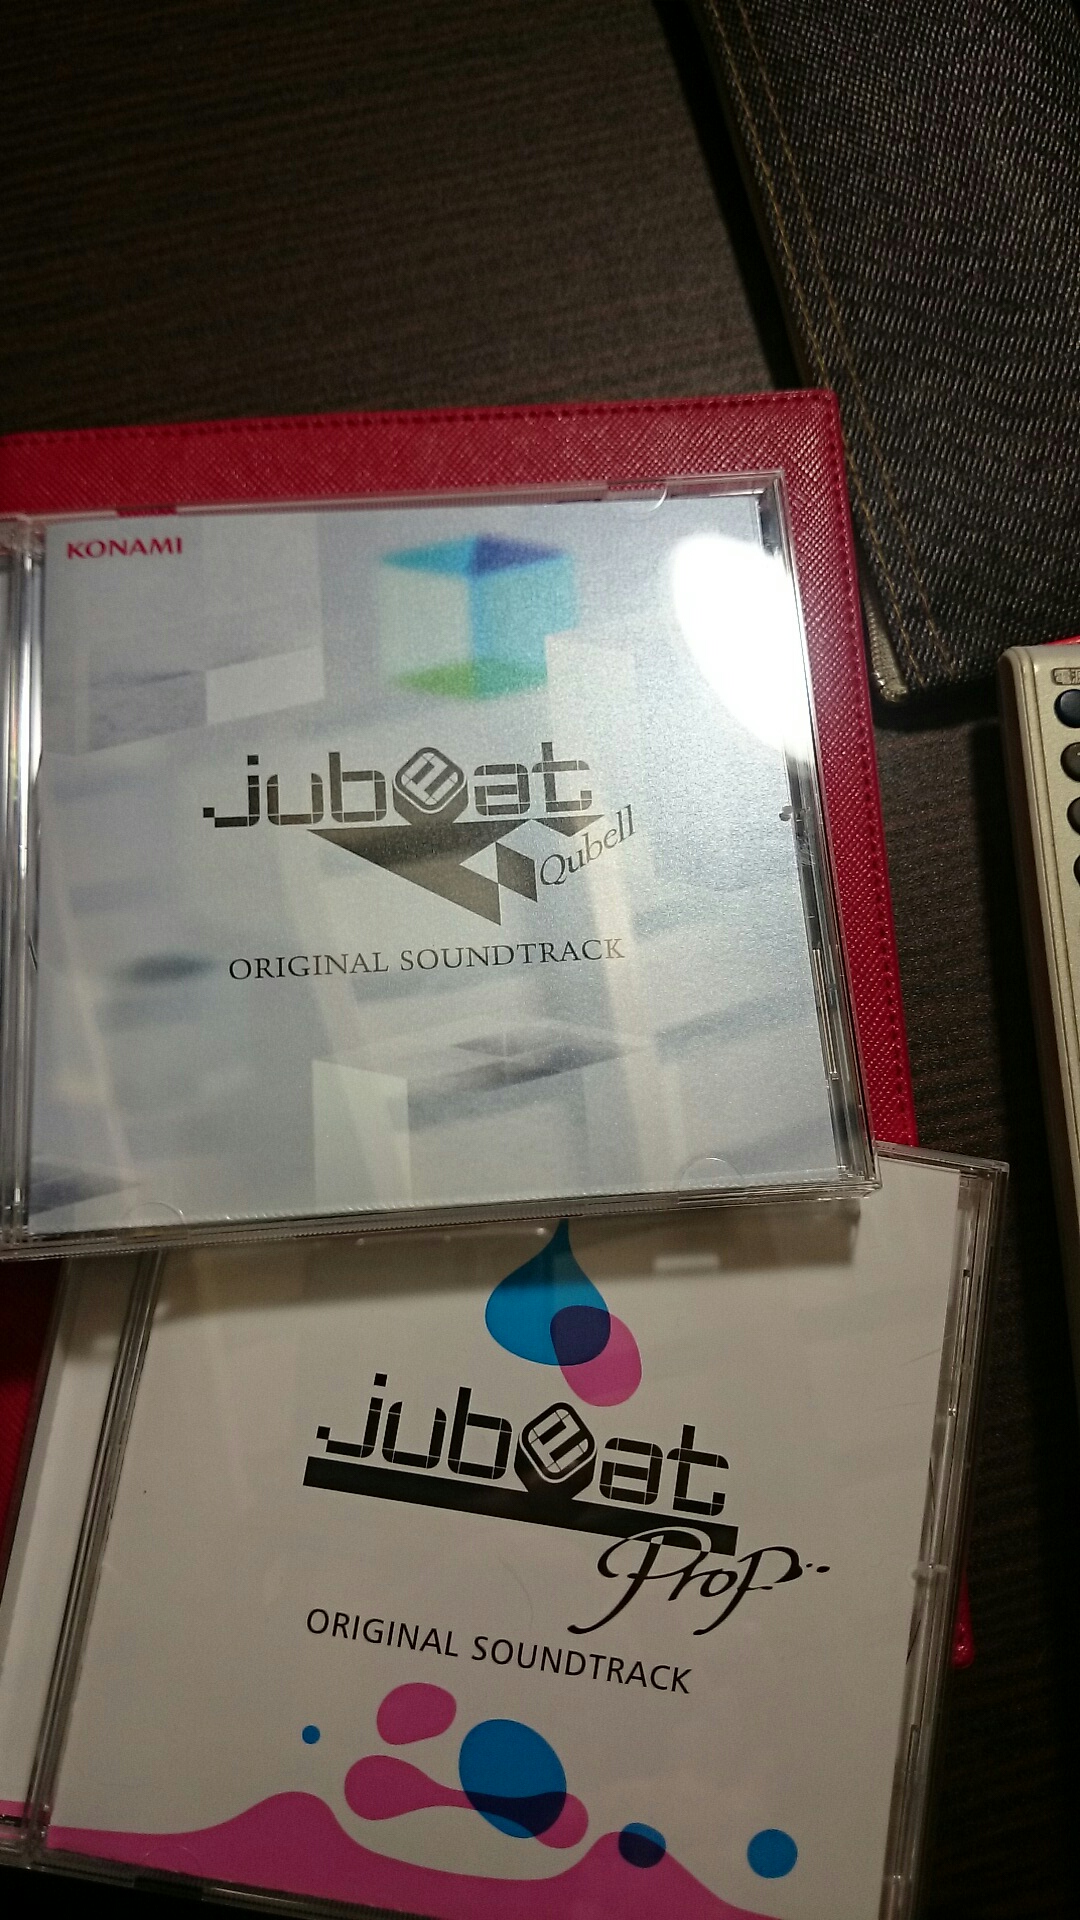 KONAMI
jubeat
Qubell
ORIGINAL SOUNDTRACK
jubeat
Prop
ORIGINAL SOUNDTRACK